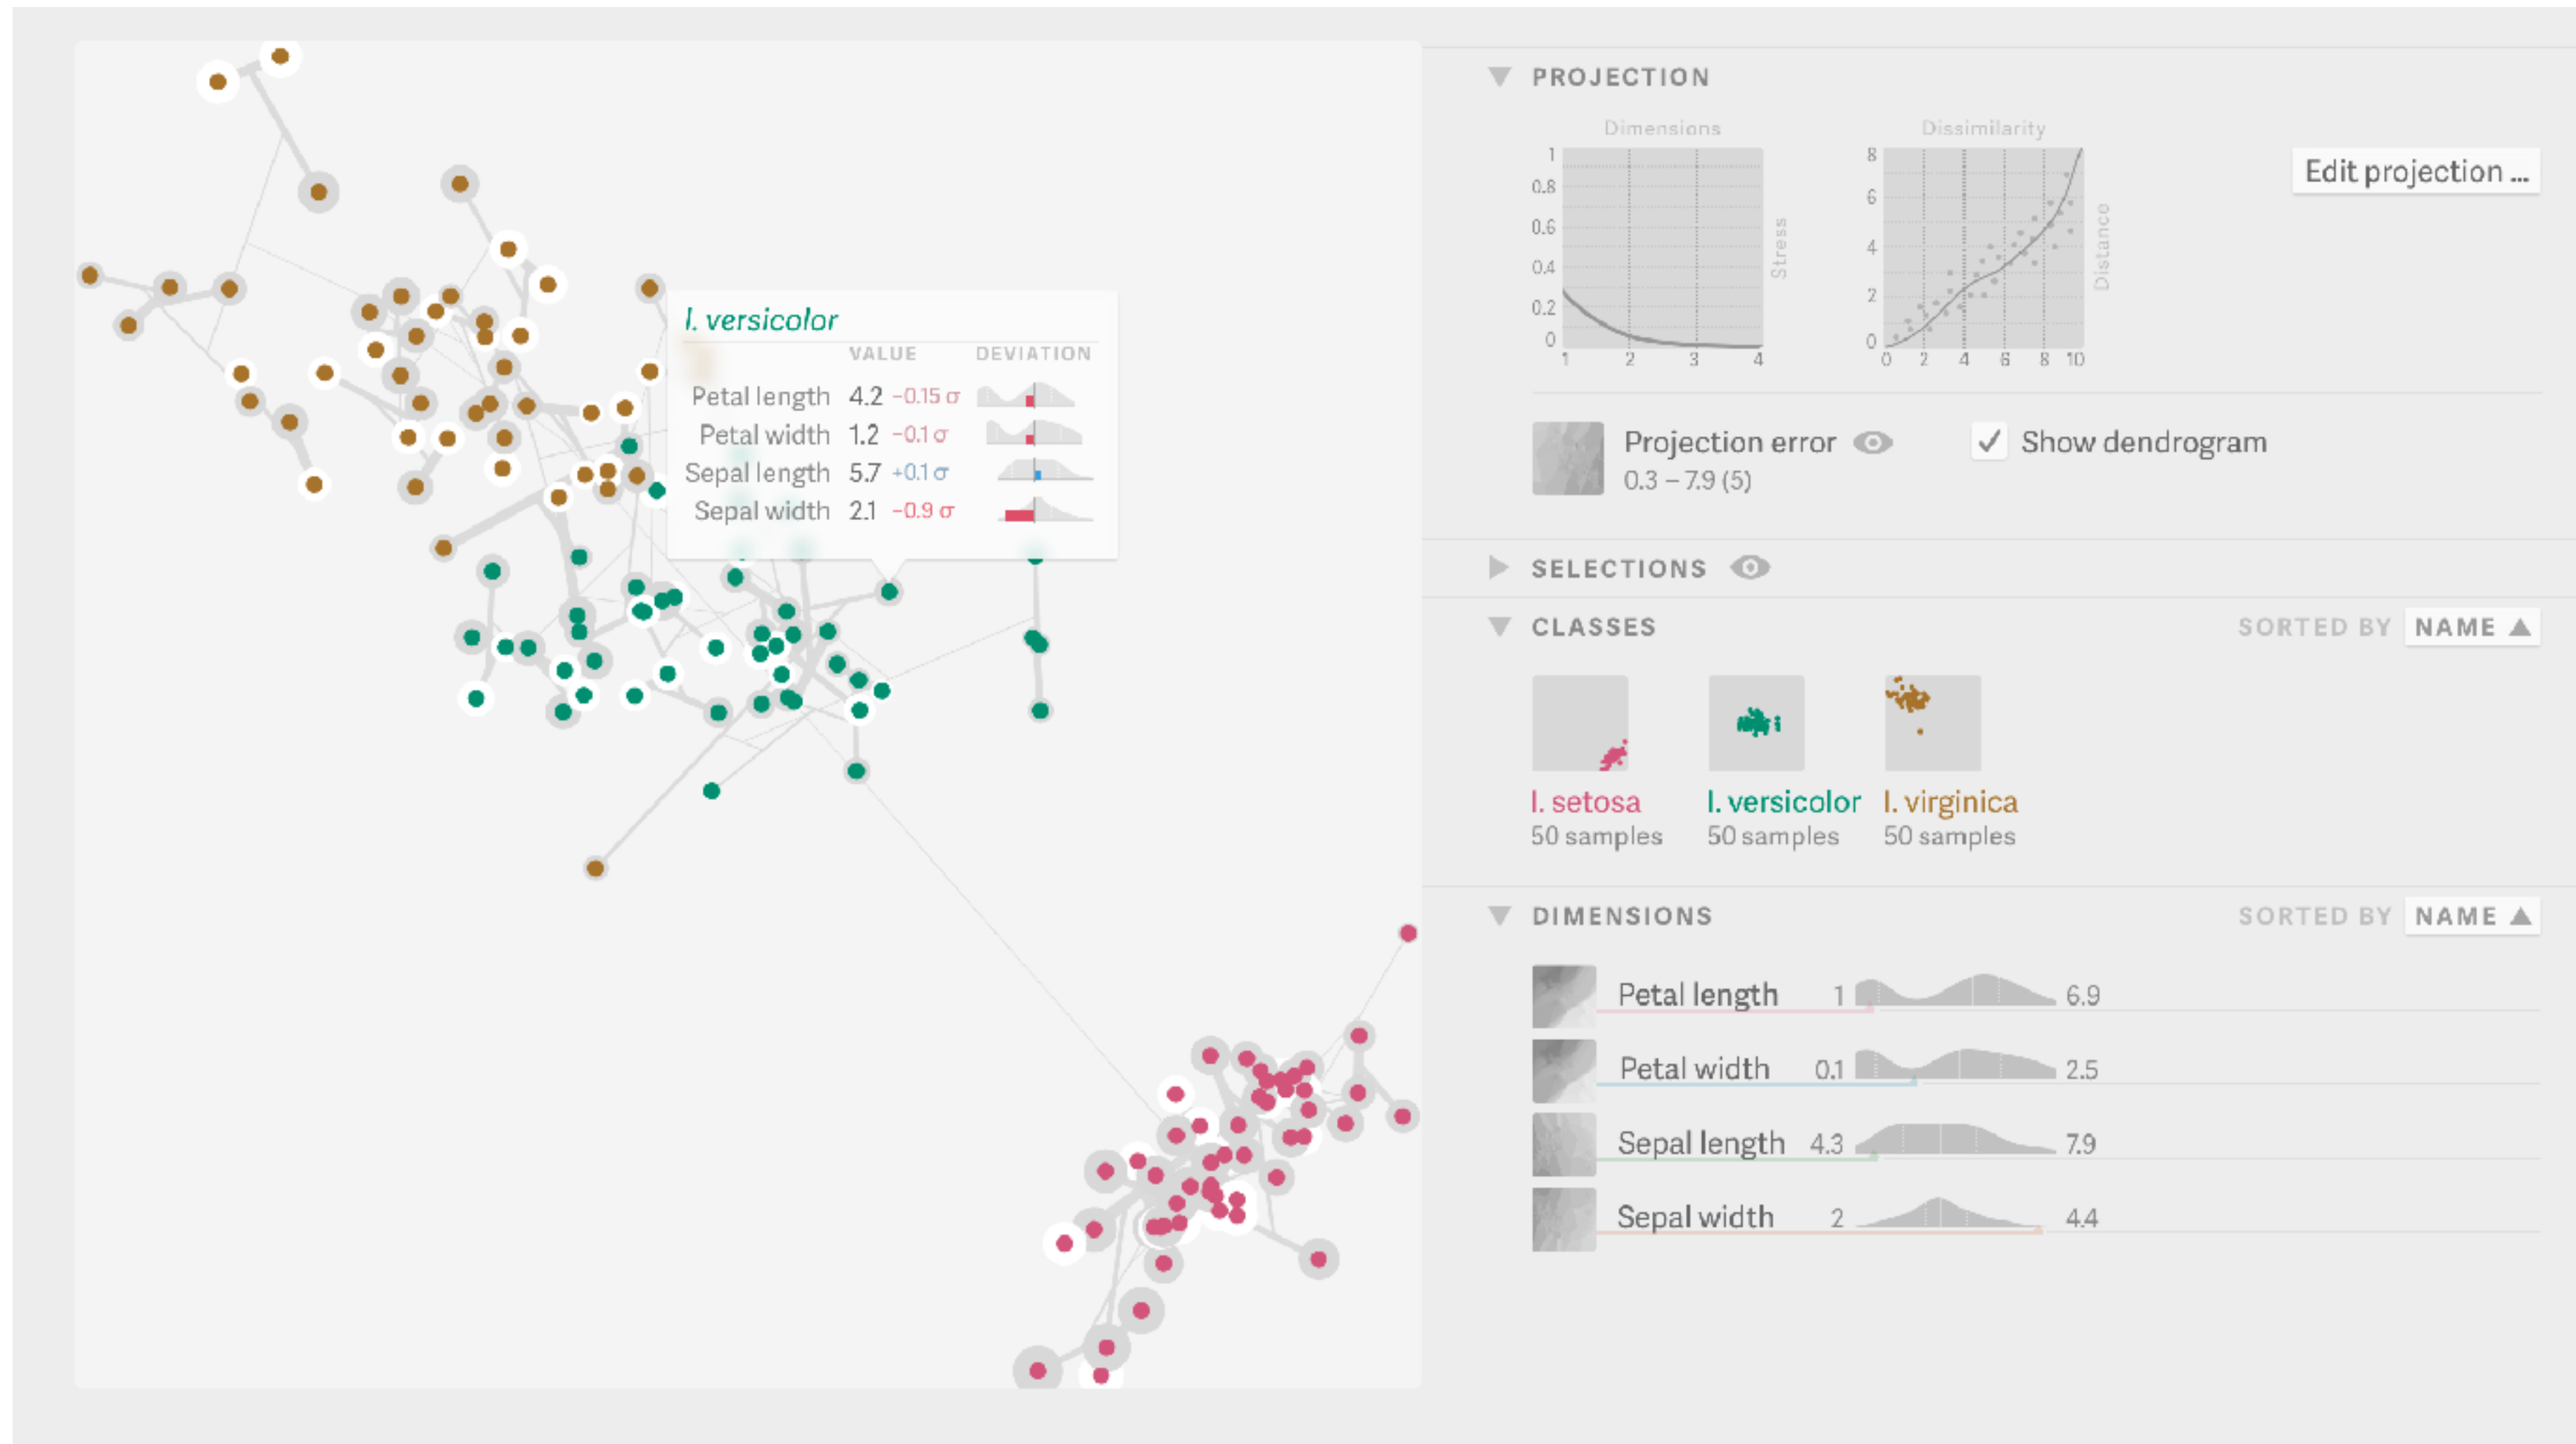 I. versicolor
VALUE DEVIATION
Petal length 4.2 −0.15 σ
Petal width 1.2 −0.1 σ
Sepal length 5.7 +0.1 σ
Sepal width 2.1 −0.9 σ
PROJECTION
Dimensions
1
0.8
0.6
0.4
0.2
0
1 2 3 4
Stress
Dissimilarity
8
6
4
2
0
0 2 4 6 8 10
Distance
Edit projection ...
Projection error
0.3 – 7.9 (5)
Show dendrogram
SELECTIONS
CLASSES
SORTED BY NAME
I. setosa
50 samples
I. versicolor
50 samples
I. virginica
50 samples
DIMENSIONS
SORTED BY NAME
Petal length 1 6.9
Petal width 0.1 2.5
Sepal length 4.3 7.9
Sepal width 2 4.4